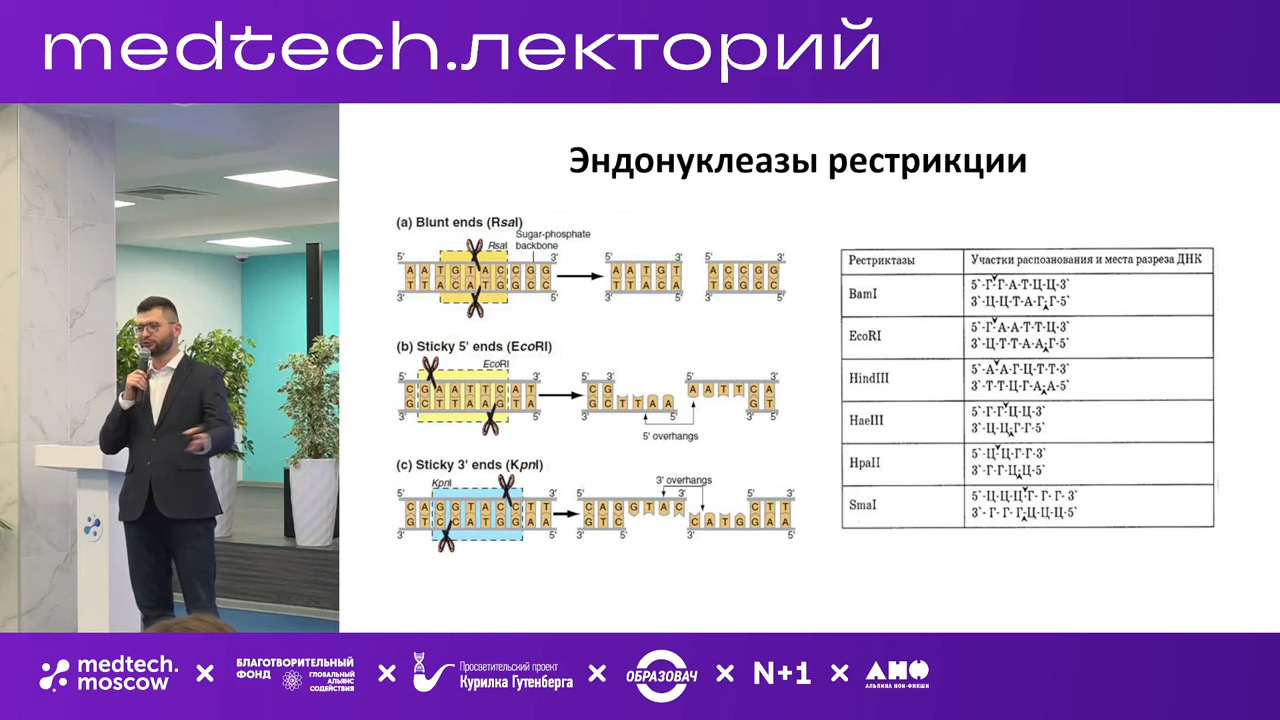 medtech.лекторий
Эндонуклеазы рестрикции
(a) Blunt ends (RsaI)
Sugar-phosphate
backbone
RsaI
5' 3' 5' 3' 5' 3'
A A T G T A C C G G A A T G T A C C G G
T T A C A T G G C C T T A C A T G G C C
3' 5' 3' 5' 3' 5'
(b) Sticky 5' ends (EcoRI)
EcoRI
5' 3' 5' 3' 5' 3'
C G A A T T C A T C G A A T T C A
G C T T A A G T A G C T T A A G T
3' 5' 3' 5' 3' 5'
5' overhangs
(c) Sticky 3' ends (KpnI)
KpnI
3' overhangs
5' 3' 5' 3' 5' 3'
C A G G T A C C T T C A G G T A C C T T
G T C C A T G G A A G T C C A T G G A A
3' 5' 3' 5' 3' 5'
Рестриктазы Участки распознования и места разреза ДНК
BamI 5`-Г-Г-А-Т-Ц-Ц-3`
3`-Ц-Ц-Т-А-Г-Г-5`
EcoRI 5`-Г-А-А-Т-Т-Ц-3`
3`-Ц-Т-Т-А-А-Г-5`
HindIII 5`-А-А-Г-Ц-Т-Т-3`
3`-Т-Т-Ц-Г-А-А-5`
HaeIII 5`-Г-Г-Ц-Ц-3`
3`-Ц-Ц-Г-Г-5`
HpaII 5`-Ц-Ц-Г-Г-3`
3`-Г-Г-Ц-Ц-5`
SmaI 5`-Ц-Ц-Ц-Г- Г- Г- 3`
3`- Г- Г- Г-Ц-Ц-Ц-5`
medtech.
moscow
×
БЛАГОТВОРИТЕЛЬНЫЙ
ФОНД
ГЛОБАЛЬНЫЙ
АЛЬЯНС
СОДЕЙСТВИЯ
×
Просветительский проект
Курилка Гутенберга
×
ОБРАЗОВАЧ
×
N+1
×
АНФ
АЛЬПИНА НОН-ФИКШН